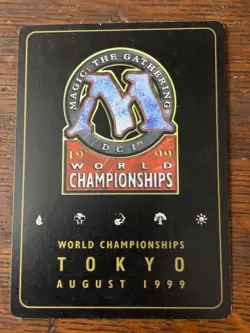 MAGIC: THE GATHERING
M
DCI
1999
WORLD
CHAMPIONSHIPS
WORLD CHAMPIONSHIPS
TOKYO
AUGUST 1999